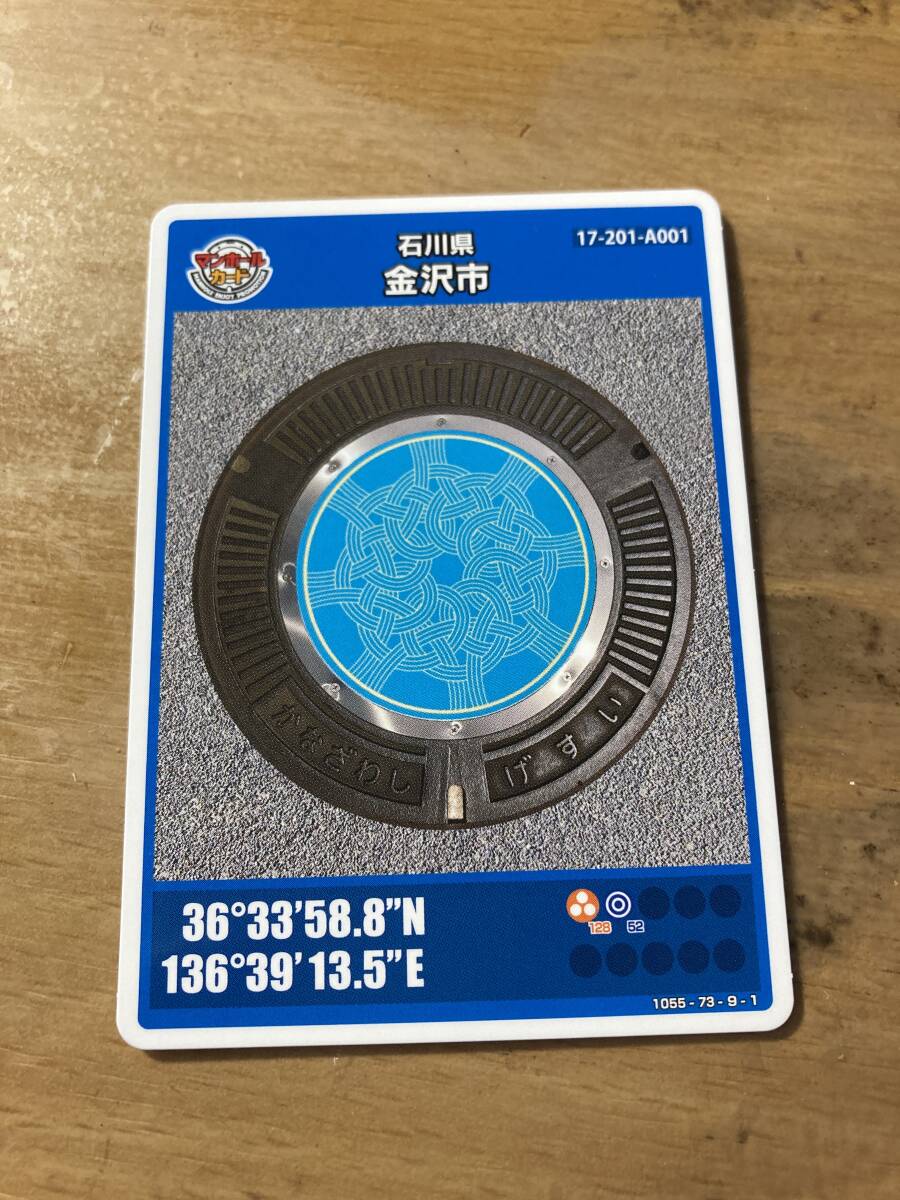 マンホール
カード
石川県
金沢市
17-201-A001
かなざわし
げすい
36°33'58.8"N
136°39'13.5"E
128
52
1055 - 73 - 9 - 1